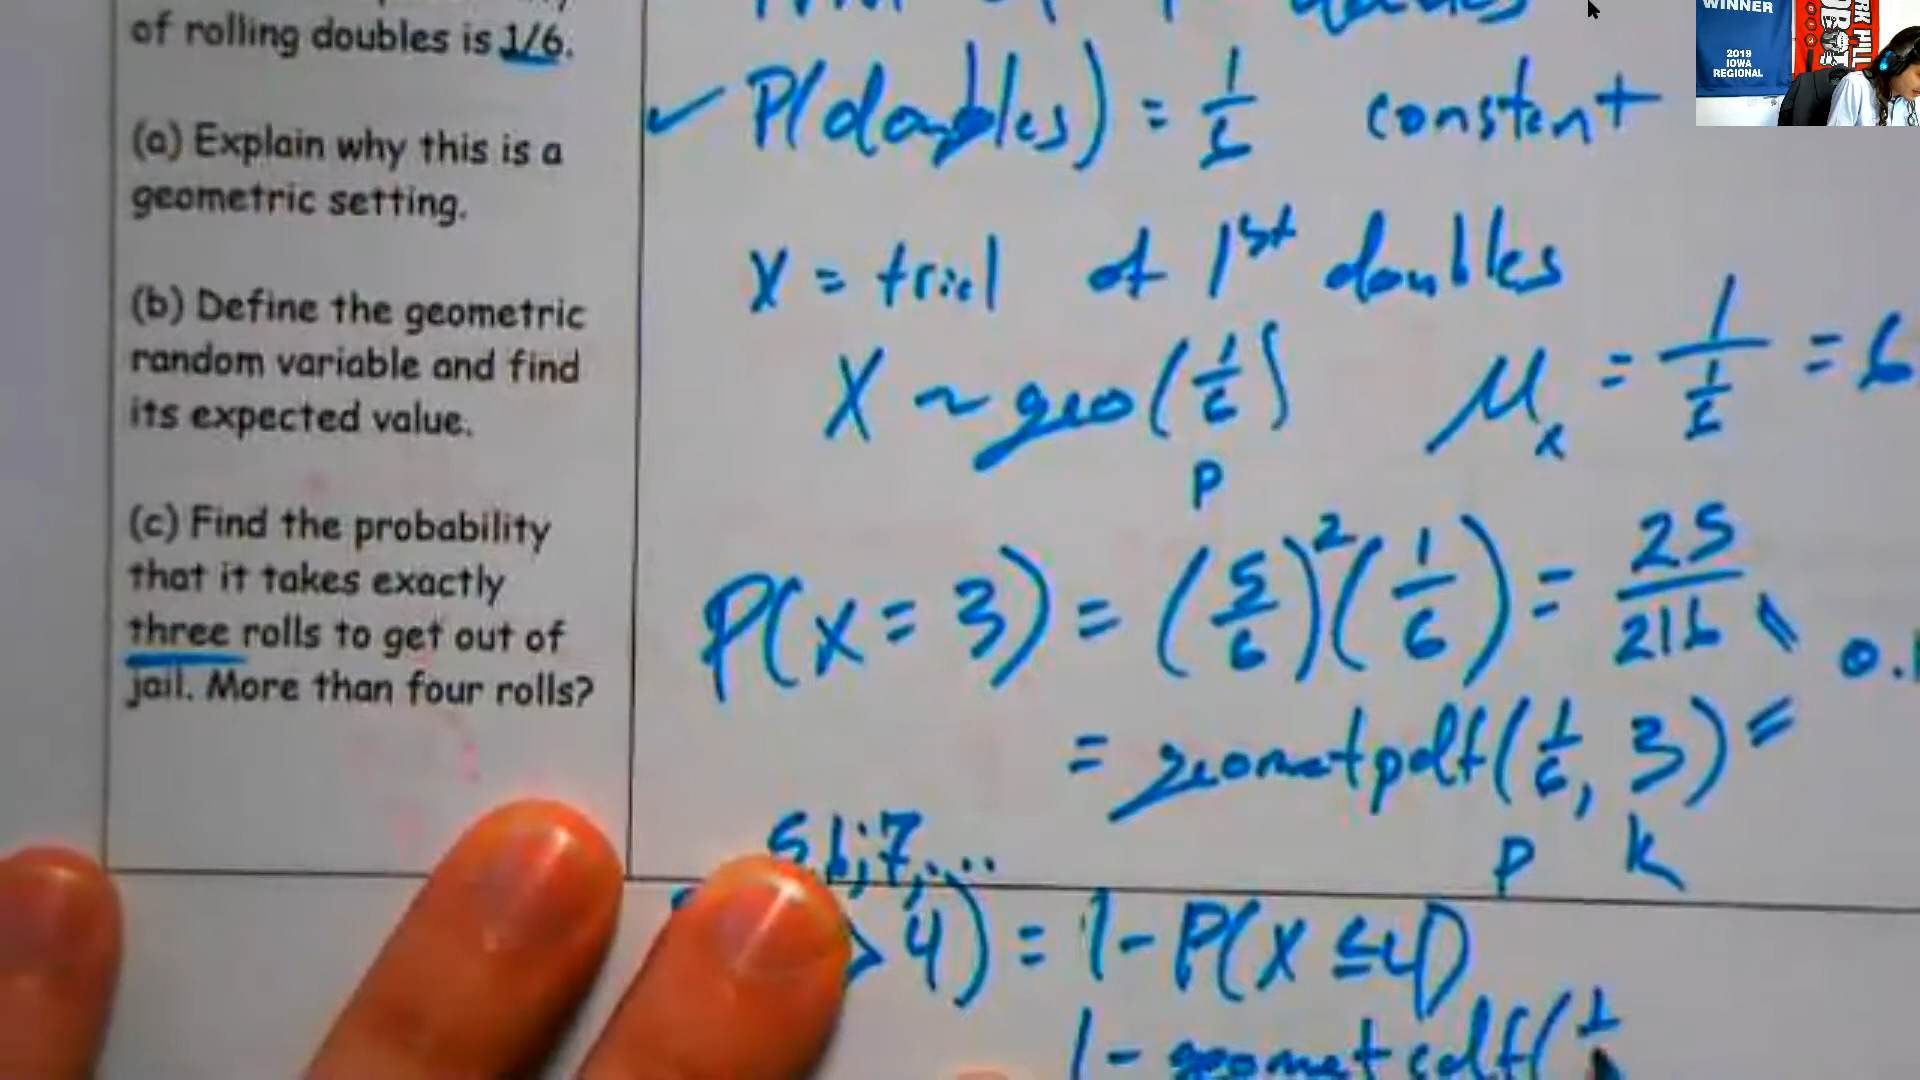 of rolling doubles is 1/6.
(a) Explain why this is a
geometric setting.
(b) Define the geometric
random variable and find
its expected value.
(c) Find the probability
that it takes exactly
three rolls to get out of
jail. More than four rolls?
P(doubles) = 1/6 constant
X = trial of 1st doubles
X ~ geo(1/6) μx = 1/(1/6) = 6
p
P(x = 3) = (5/6)^2 (1/6) = 25/216
= geometpdf(1/6, 3) =
p k
5, 6, 7, ...
> 4) = 1 - P(X ≤ 4)
1 - geometcdf(1
WINNER
2019
IOWA
REGIONAL